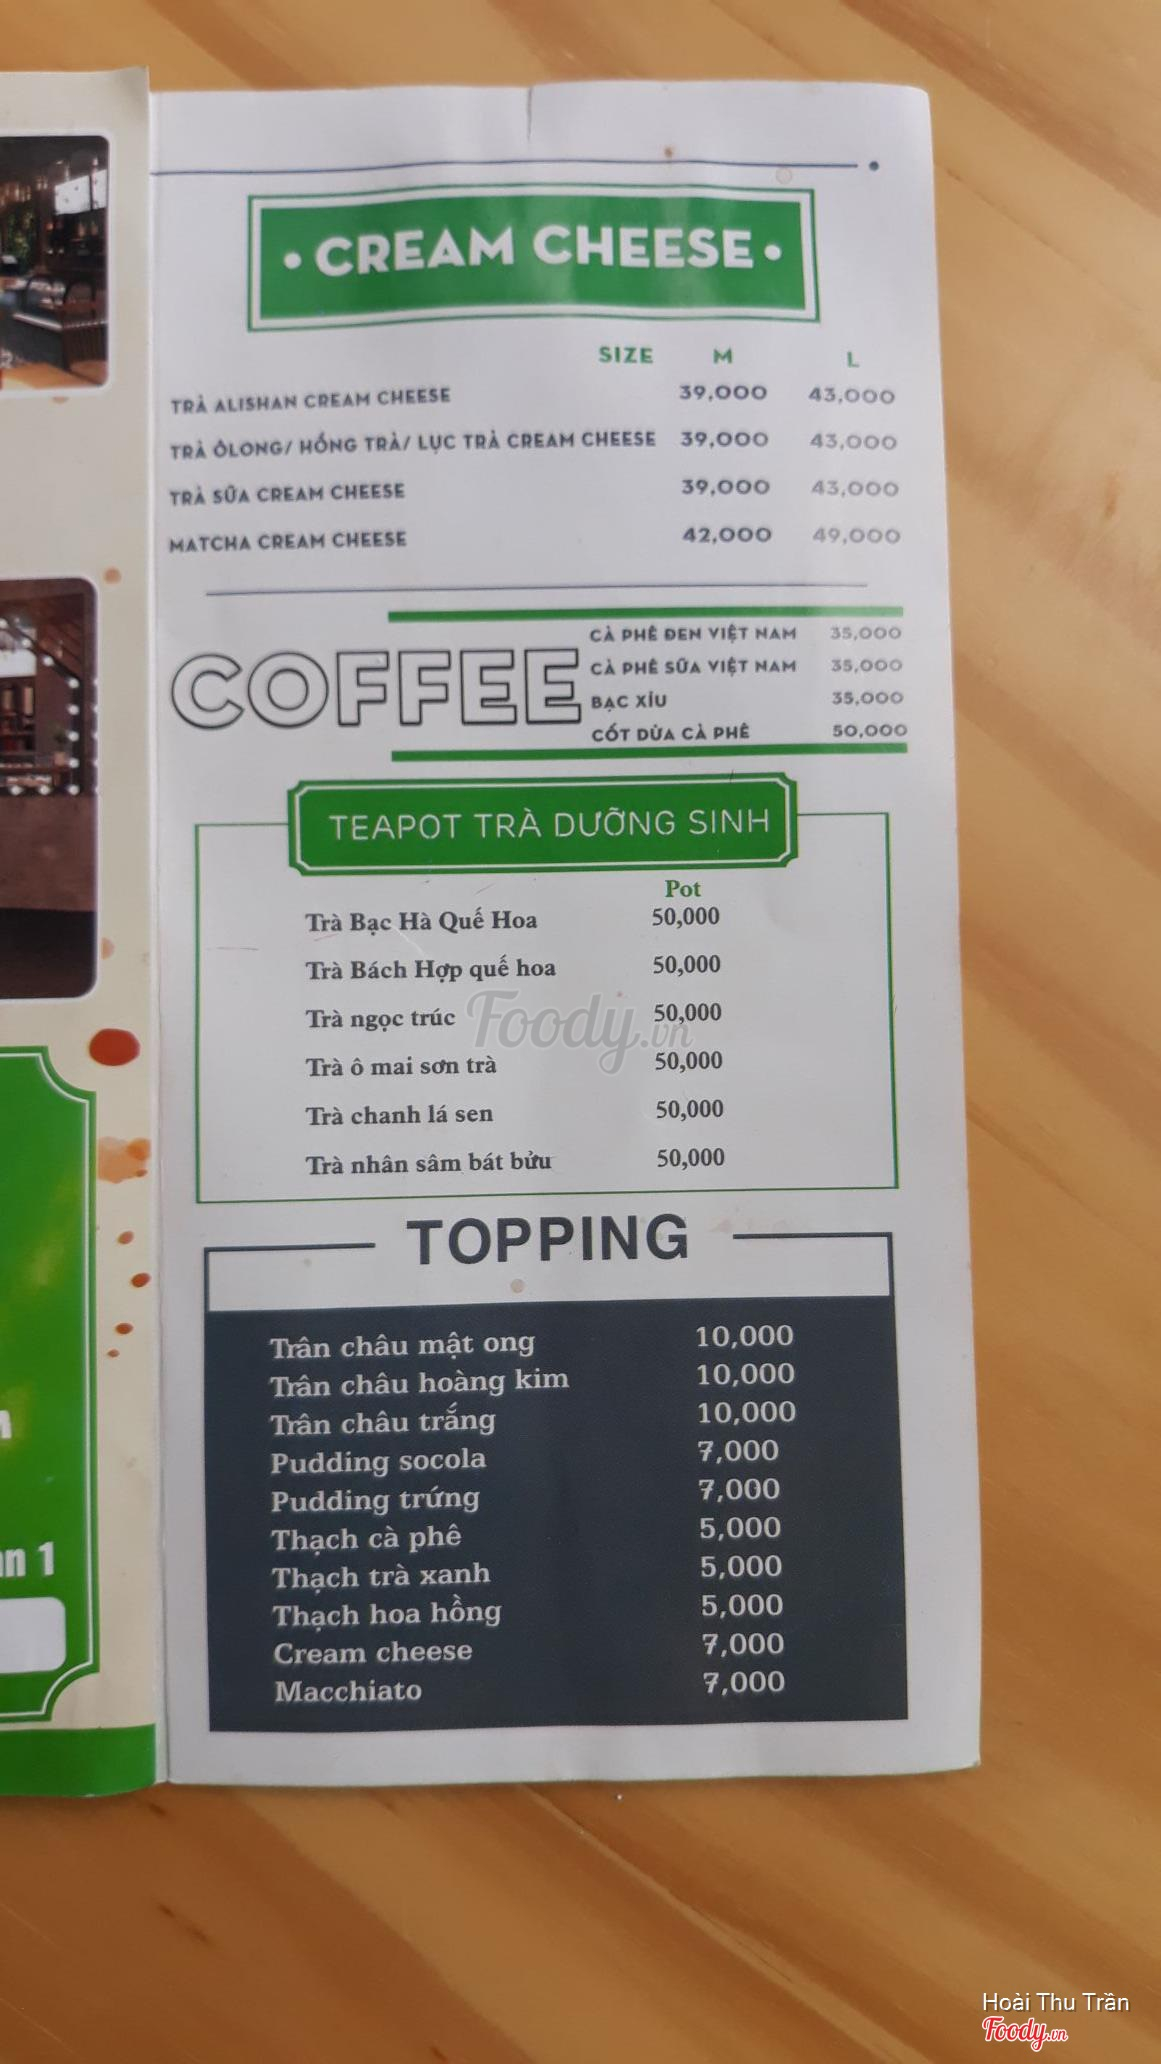 • CREAM CHEESE •
SIZE M L
TRÀ ALISHAN CREAM CHEESE 39,000 43,000
TRÀ ÔLONG/ HỒNG TRÀ/ LỤC TRÀ CREAM CHEESE 39,000 43,000
TRÀ SỮA CREAM CHEESE 39,000 43,000
MATCHA CREAM CHEESE 42,000 49,000
COFFEE
CÀ PHÊ ĐEN VIỆT NAM 35,000
CÀ PHÊ SỮA VIỆT NAM 35,000
BẠC XỈU 35,000
CỐT DỪA CÀ PHÊ 50,000
TEAPOT TRÀ DƯỠNG SINH
Pot
Trà Bạc Hà Quế Hoa 50,000
Trà Bách Hợp quế hoa 50,000
Trà ngọc trúc 50,000
Foody.vn
Trà ô mai sơn trà 50,000
Trà chanh lá sen 50,000
Trà nhân sâm bát bửu 50,000
TOPPING
Trân châu mật ong 10,000
Trân châu hoàng kim 10,000
Trân châu trắng 10,000
Pudding socola 7,000
Pudding trứng 7,000
Thạch cà phê 5,000
Thạch trà xanh 5,000
Thạch hoa hồng 5,000
Cream cheese 7,000
Macchiato 7,000
1
Hoài Thu Trần
Foody.vn